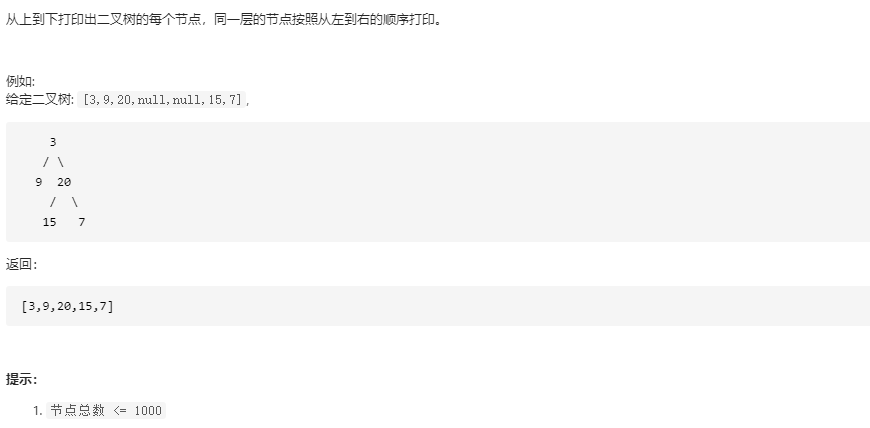 从上到下打印出二叉树的每个节点，同一层的节点按照从左到右的顺序打印。
例如:
给定二叉树: [3,9,20,null,null,15,7],
3
/ \
9 20
/ \
15 7
返回：
[3,9,20,15,7]
提示：
1. 节点总数 <= 1000